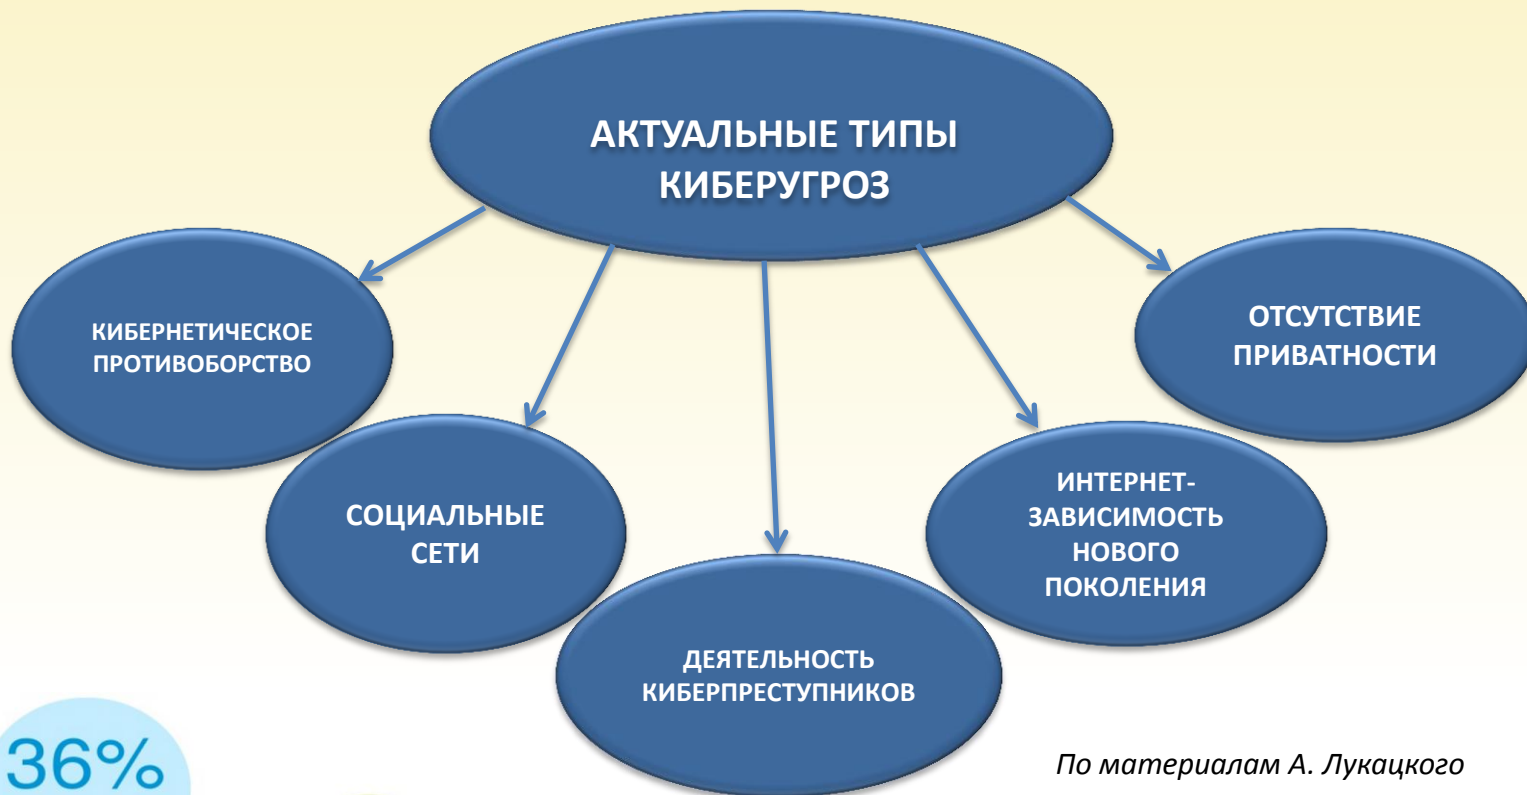 АКТУАЛЬНЫЕ ТИПЫ
КИБЕРУГРОЗ
КИБЕРНЕТИЧЕСКОЕ
ПРОТИВОБОРСТВО
СОЦИАЛЬНЫЕ
СЕТИ
ДЕЯТЕЛЬНОСТЬ
КИБЕРПРЕСТУПНИКОВ
ИНТЕРНЕТ-
ЗАВИСИМОСТЬ
НОВОГО
ПОКОЛЕНИЯ
ОТСУТСТВИЕ
ПРИВАТНОСТИ
36%
По материалам А. Лукацкого